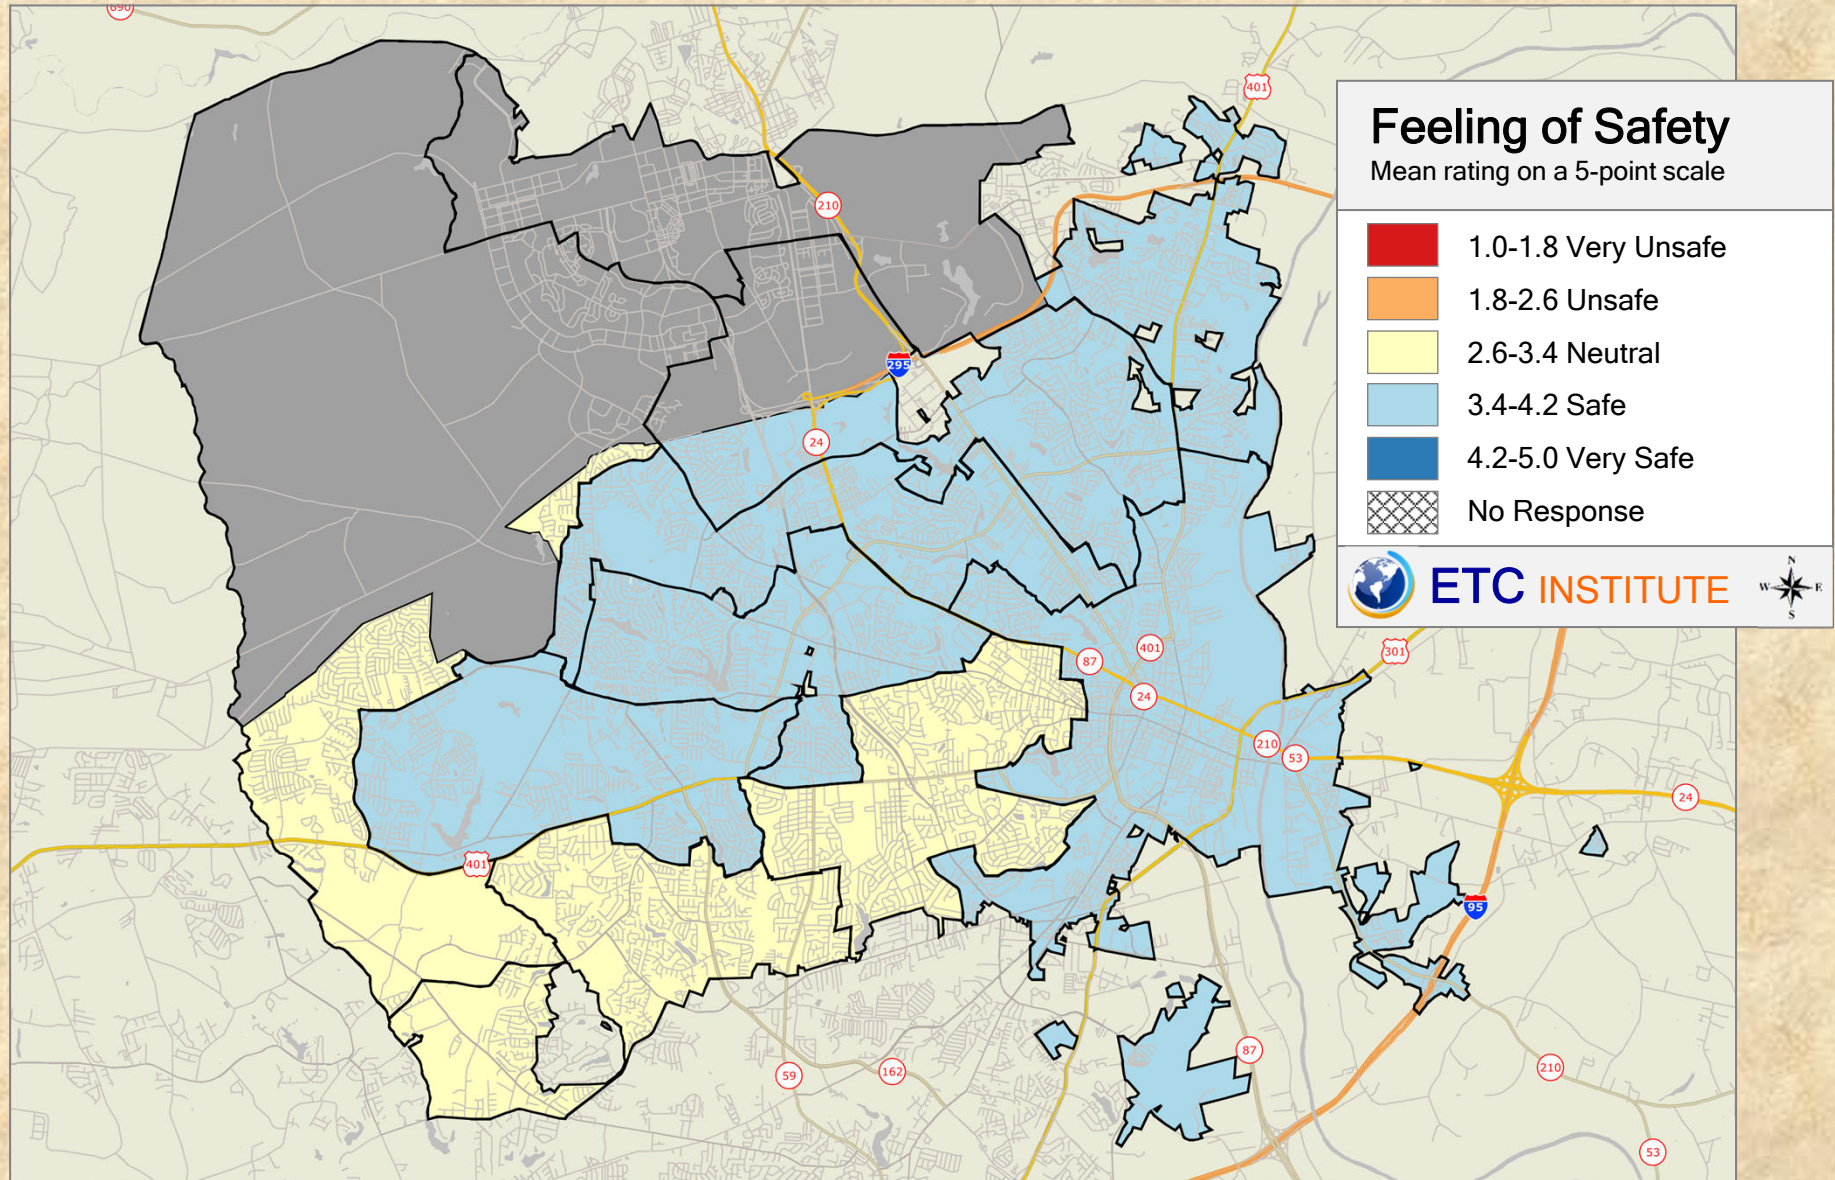 690
401
210
295
24
87
401
24
210
53
301
24
401
95
59
162
87
210
53
Feeling of Safety
Mean rating on a 5-point scale
1.0-1.8 Very Unsafe
1.8-2.6 Unsafe
2.6-3.4 Neutral
3.4-4.2 Safe
4.2-5.0 Very Safe
No Response
ETC INSTITUTE
N
W E
S